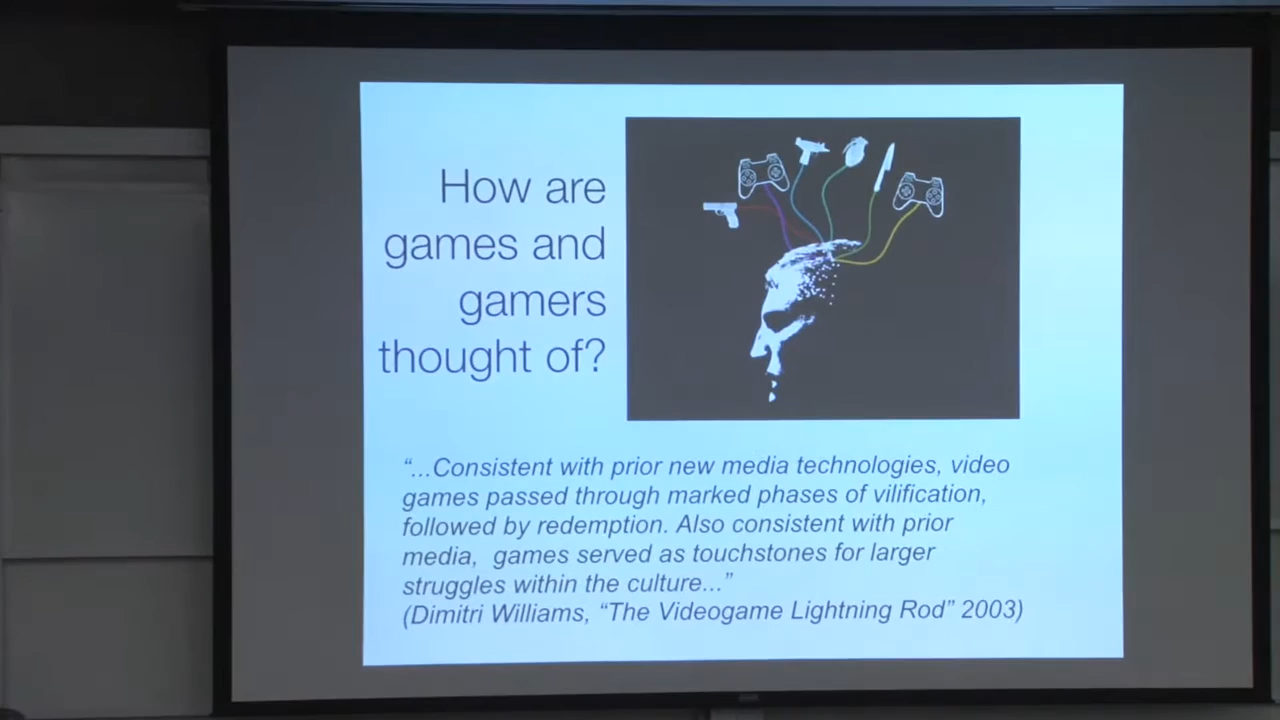 How are
games and
gamers
thought of?
“...Consistent with prior new media technologies, video
games passed through marked phases of vilification,
followed by redemption. Also consistent with prior
media, games served as touchstones for larger
struggles within the culture...”
(Dimitri Williams, “The Videogame Lightning Rod” 2003)